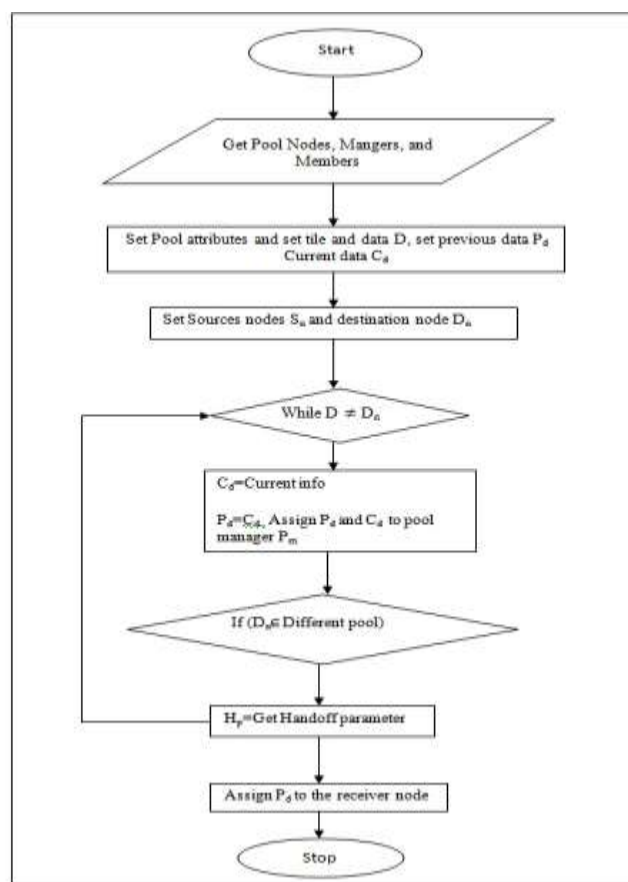 Start
Get Pool Nodes, Mangers, and
Members
Set Pool attributes and set tile and data D, set previous data Pd
Current data Cd
Set Sources nodes Sn and destination node Dn
While D ≠ Dn
Cd=Current info
Pd=Cd, Assign Pd and Cd to pool
manager Pm
If (Dn∈Different pool)
Hp=Get Handoff parameter
Assign Pd to the receiver node
Stop